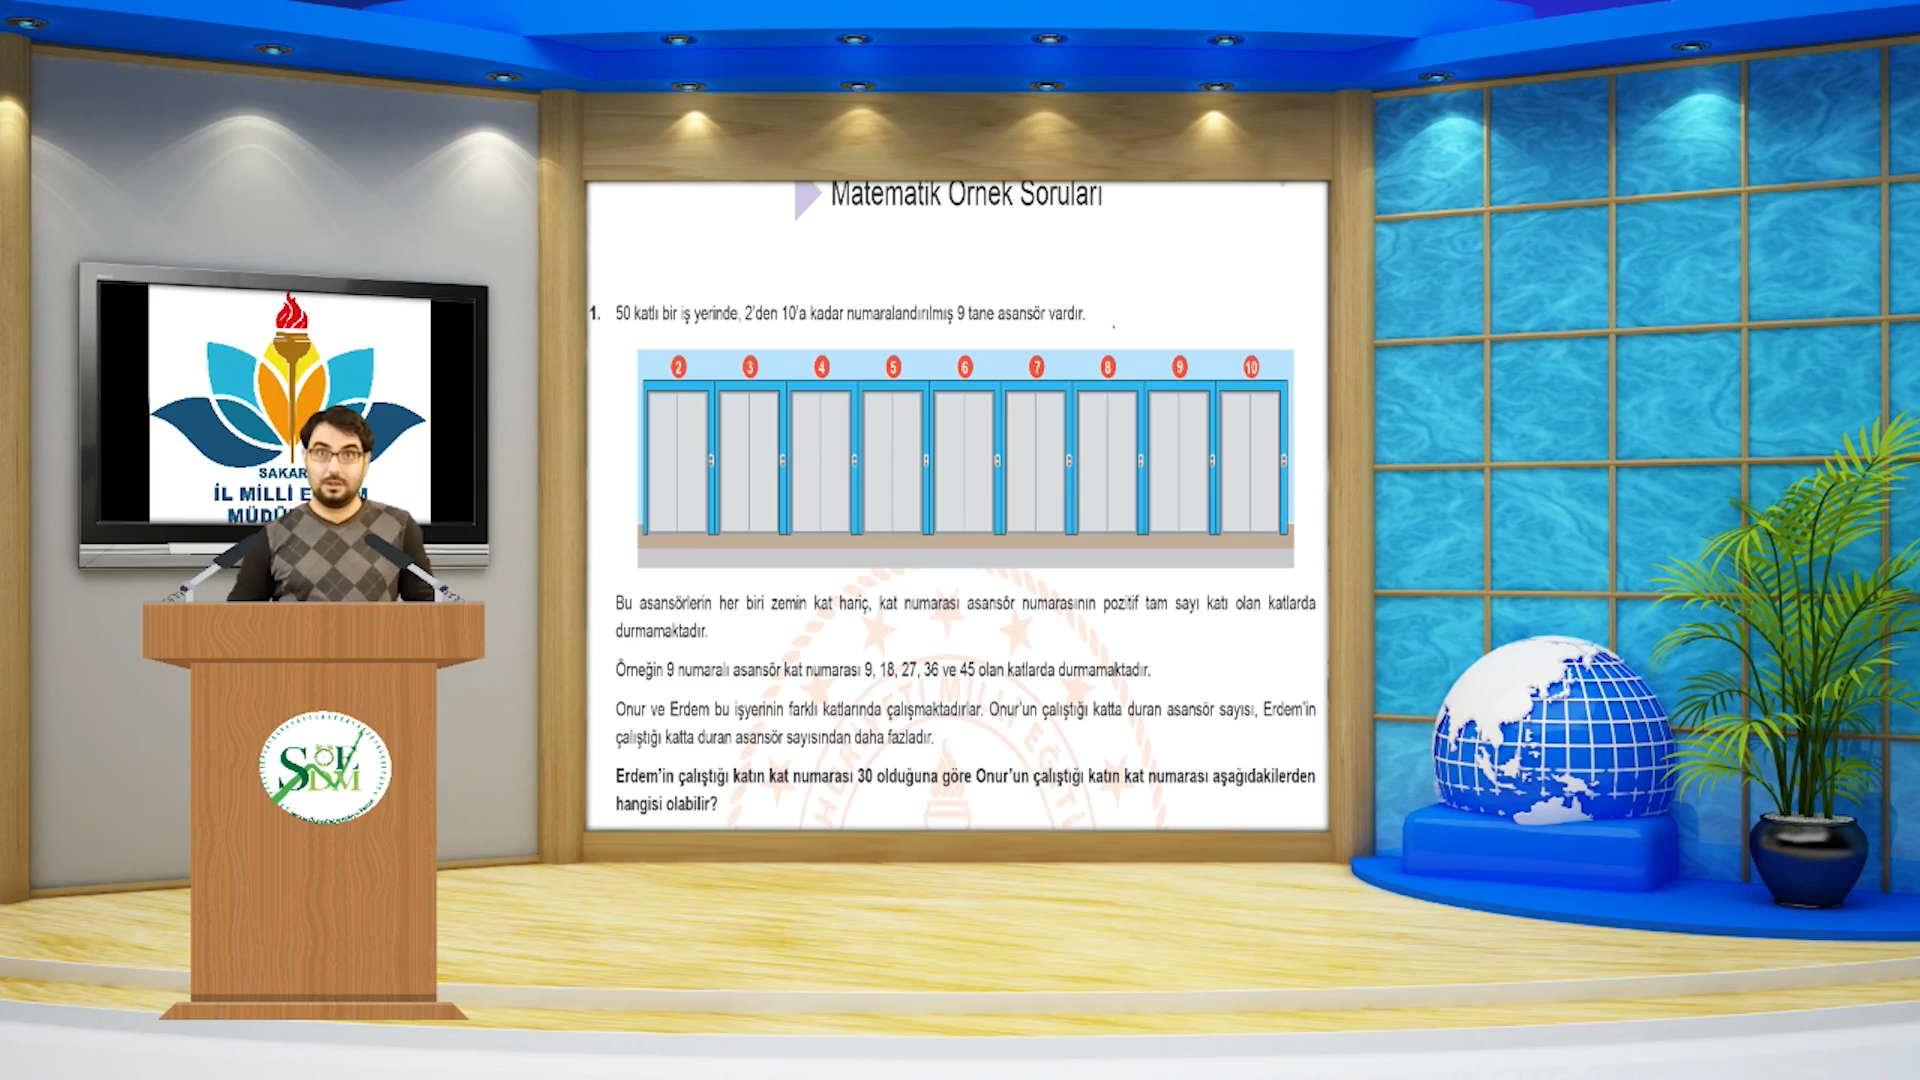 Matematik Örnek Soruları
1. 50 katlı bir iş yerinde, 2'den 10'a kadar numaralandırılmış 9 tane asansör vardır.
2 3 4 5 6 7 8 9 10
Bu asansörlerin her biri zemin kat hariç, kat numarası asansör numarasının pozitif tam sayı katı olan katlarda
durmamaktadır.
Örneğin 9 numaralı asansör kat numarası 9, 18, 27, 36 ve 45 olan katlarda durmamaktadır.
Onur ve Erdem bu işyerinin farklı katlarında çalışmaktadırlar. Onur'un çalıştığı katta duran asansör sayısı, Erdem'in
çalıştığı katta duran asansör sayısından daha fazladır.
Erdem'in çalıştığı katın kat numarası 30 olduğuna göre Onur'un çalıştığı katın kat numarası aşağıdakilerden
hangisi olabilir?
SAKAR
İL MİLLİ E M
MÜDÜ
SÖE
SDM